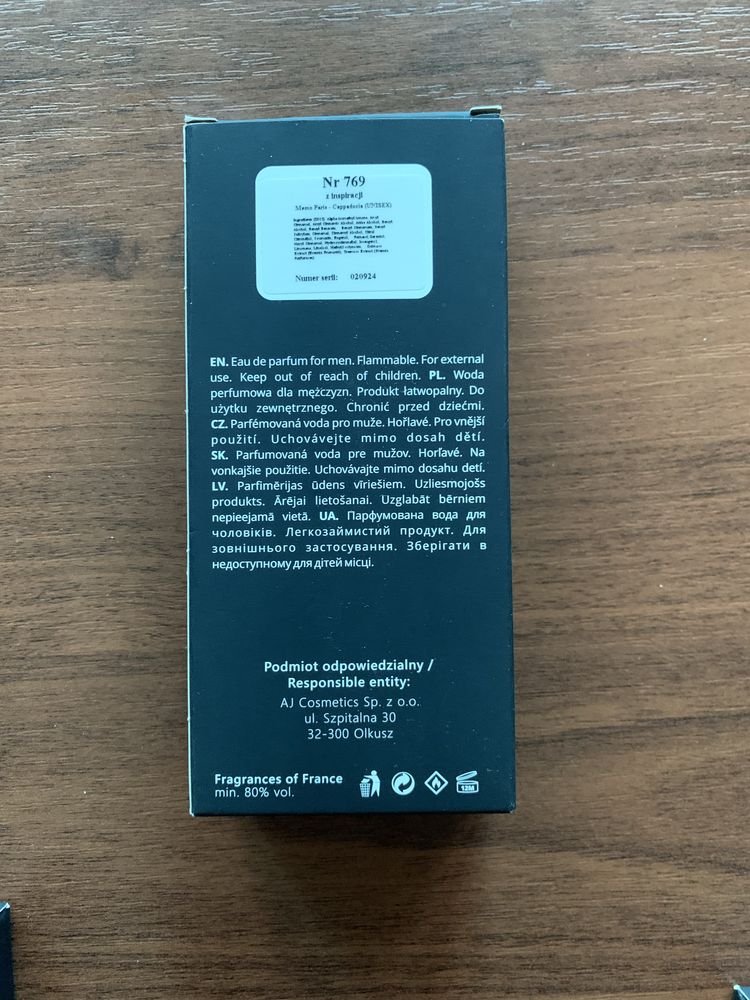 Nr 769
z inspiracji
Memo Paris - Cappadocia (UNISEX)
Numer serii: 020924
EN. Eau de parfum for men. Flammable. For external
use. Keep out of reach of children. PL. Woda
perfumowa dla mężczyzn. Produkt łatwopalny. Do
użytku zewnętrznego. Chronić przed dziećmi.
CZ. Parfémovaná voda pro muže. Hořlavé. Pro vnější
použití. Uchovávejte mimo dosah dětí.
SK. Parfumovaná voda pre mužov. Horľavé. Na
vonkajšie použitie. Uchovávajte mimo dosahu detí.
LV. Parfimērijas ūdens vīriešiem. Uzliesmojošs
produkts. Ārējai lietošanai. Uzglabāt bērniem
nepieejamā vietā. UA. Парфумована вода для
чоловіків. Легкозаймистий продукт. Для
зовнішнього застосування. Зберігати в
недоступному для дітей місці.
Podmiot odpowiedzialny /
Responsible entity:
AJ Cosmetics Sp. z o.o.
ul. Szpitalna 30
32-300 Olkusz
Fragrances of France
min. 80% vol.
12M